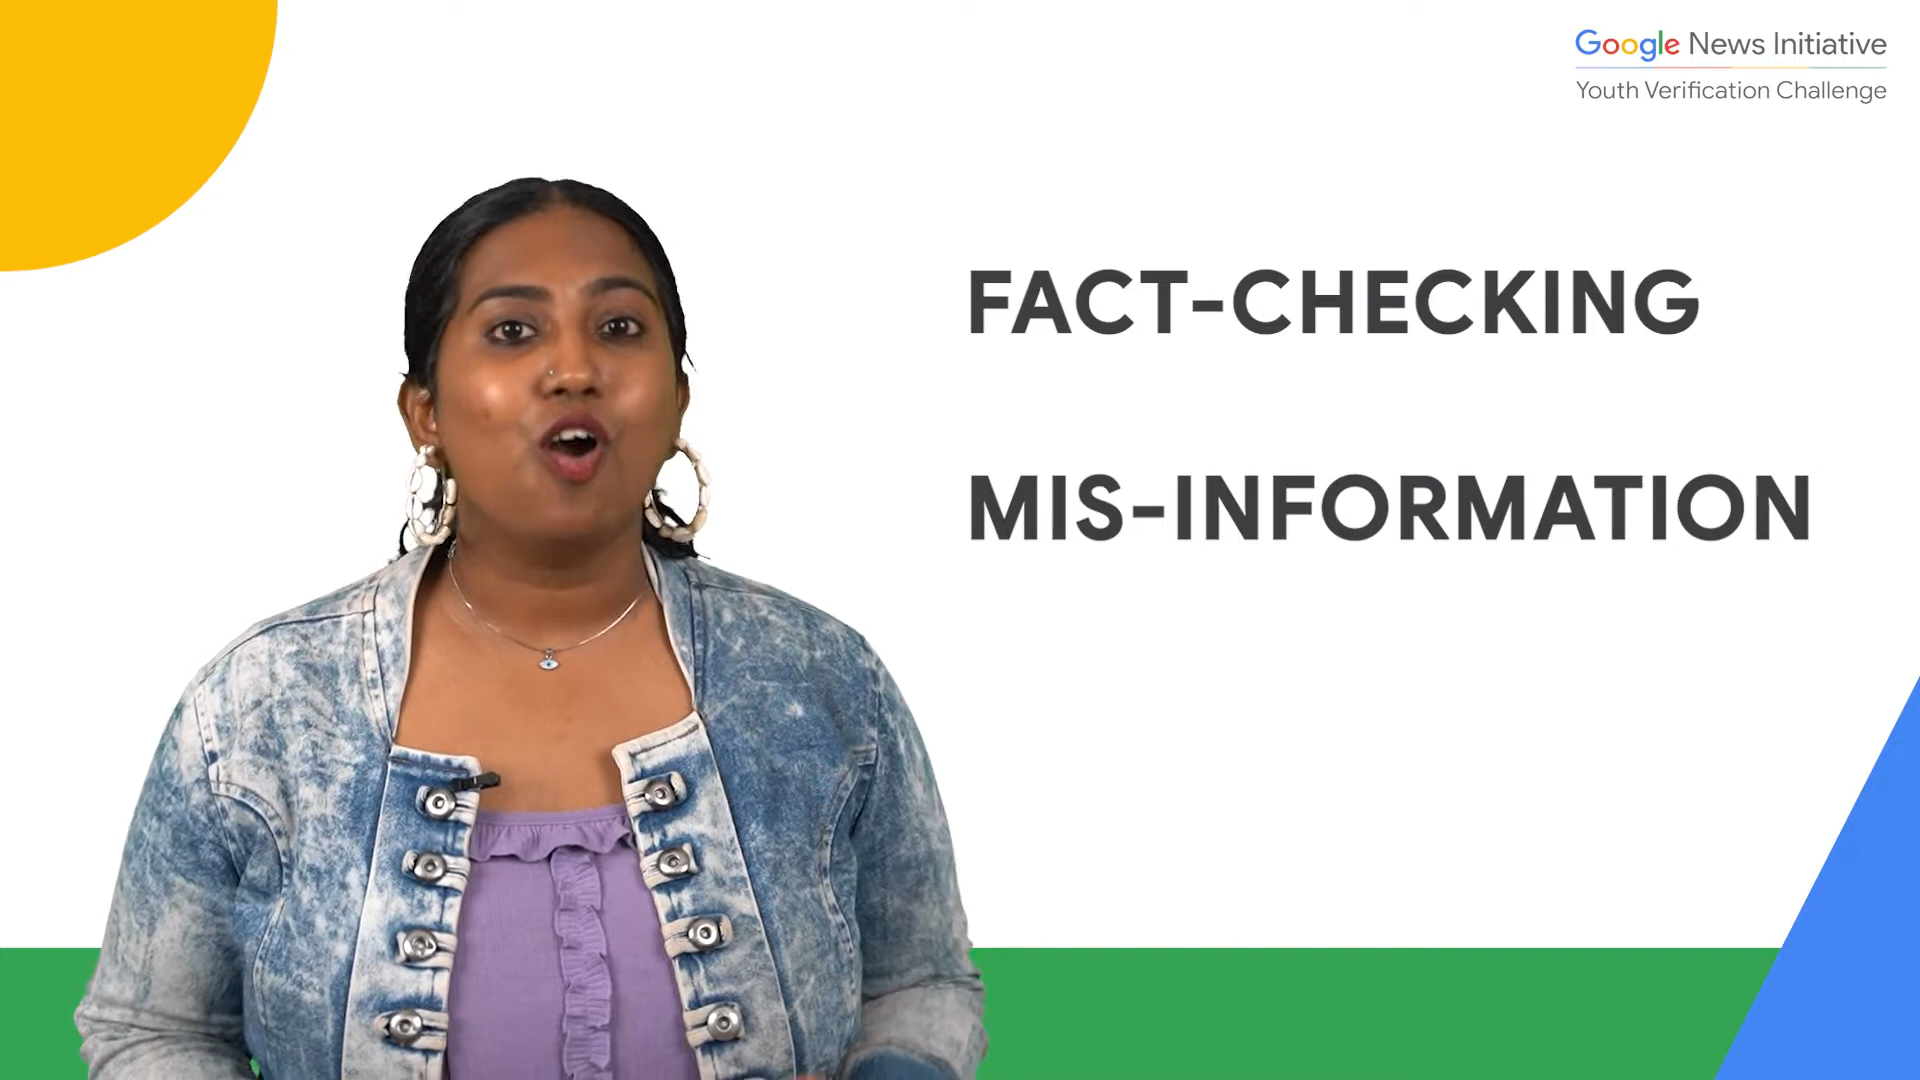 Google News Initiative
Youth Verification Challenge
FACT-CHECKING
MIS-INFORMATION